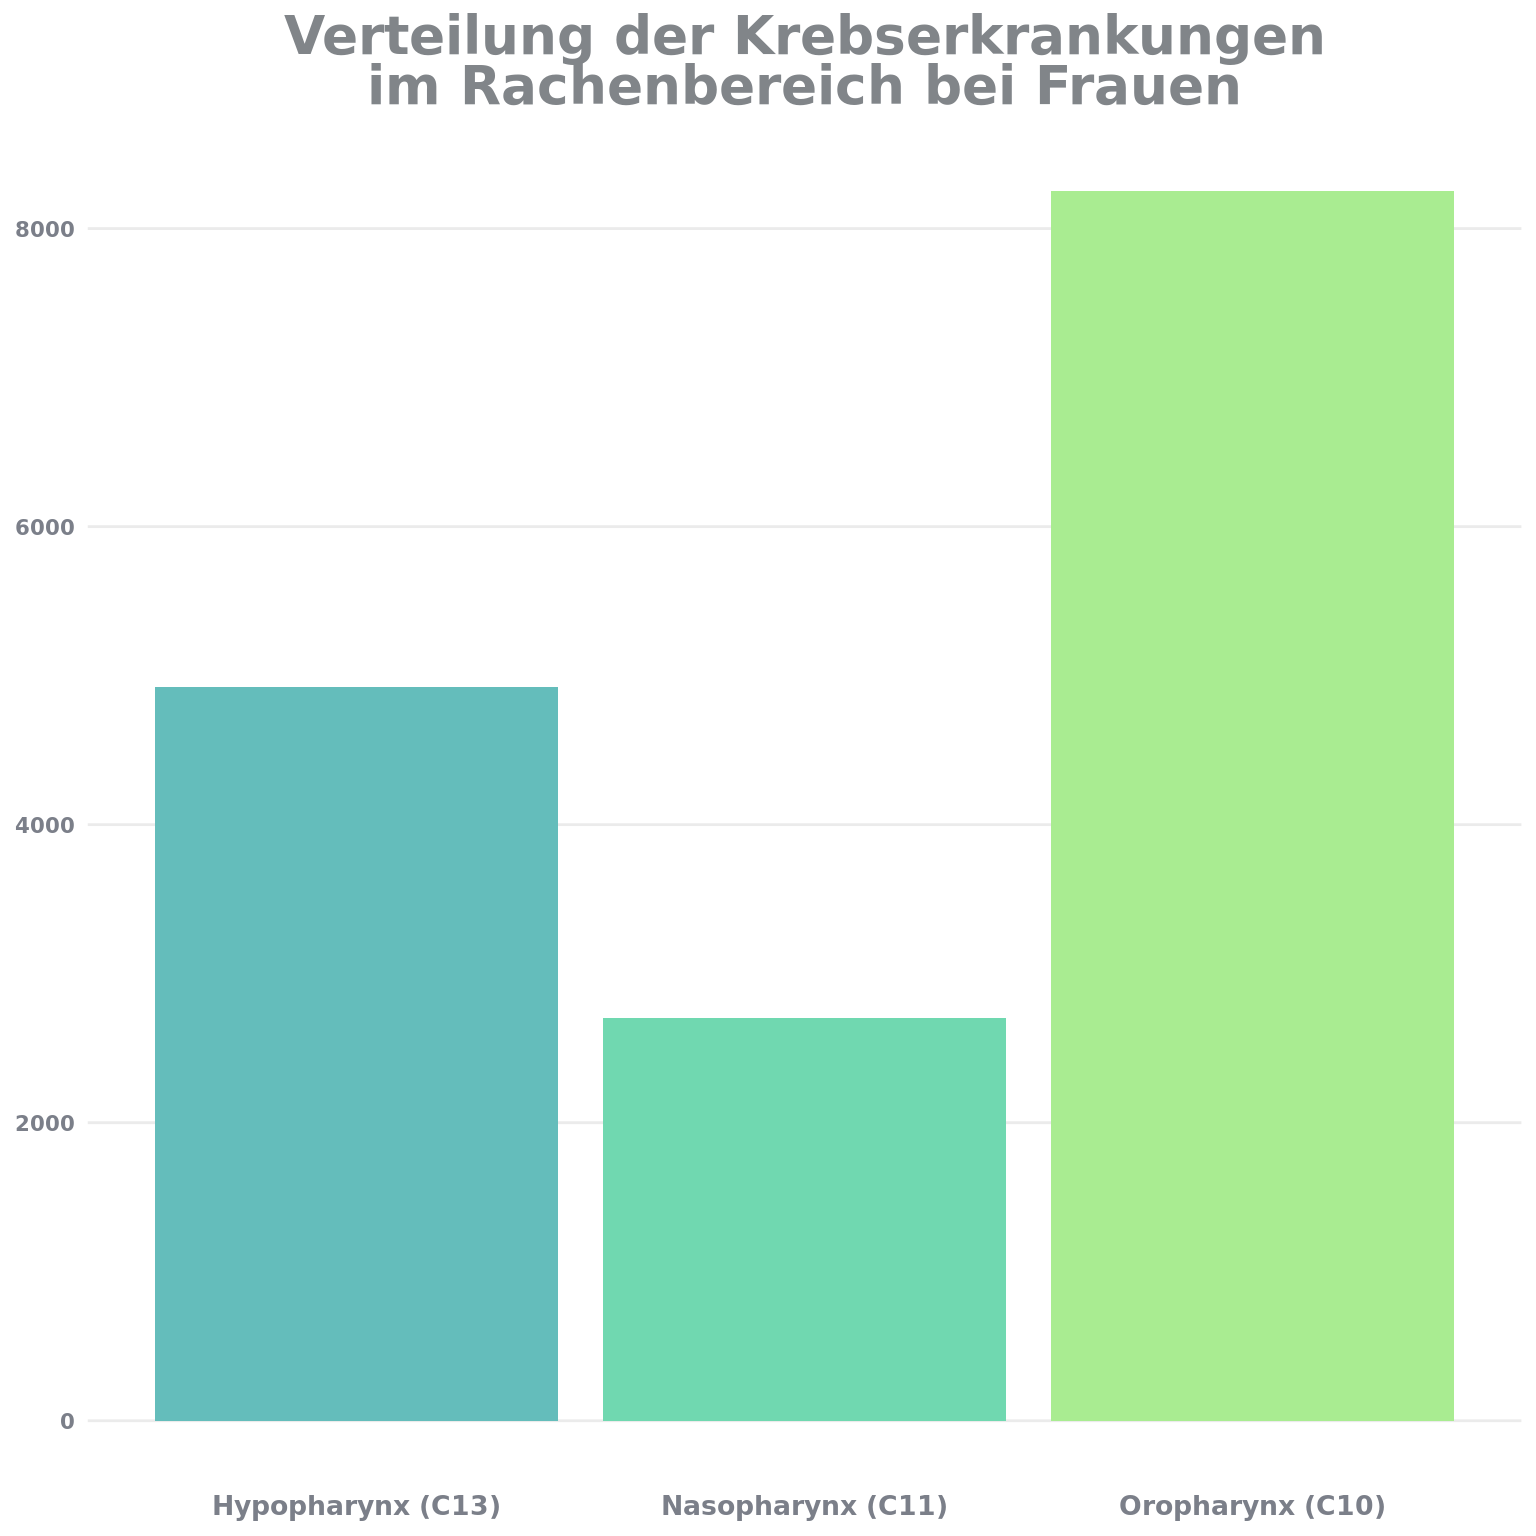 Verteilung der Krebserkrankungen
im Rachenbereich bei Frauen
8000
6000
4000
2000
0
Hypopharynx (C13)
Nasopharynx (C11)
Oropharynx (C10)